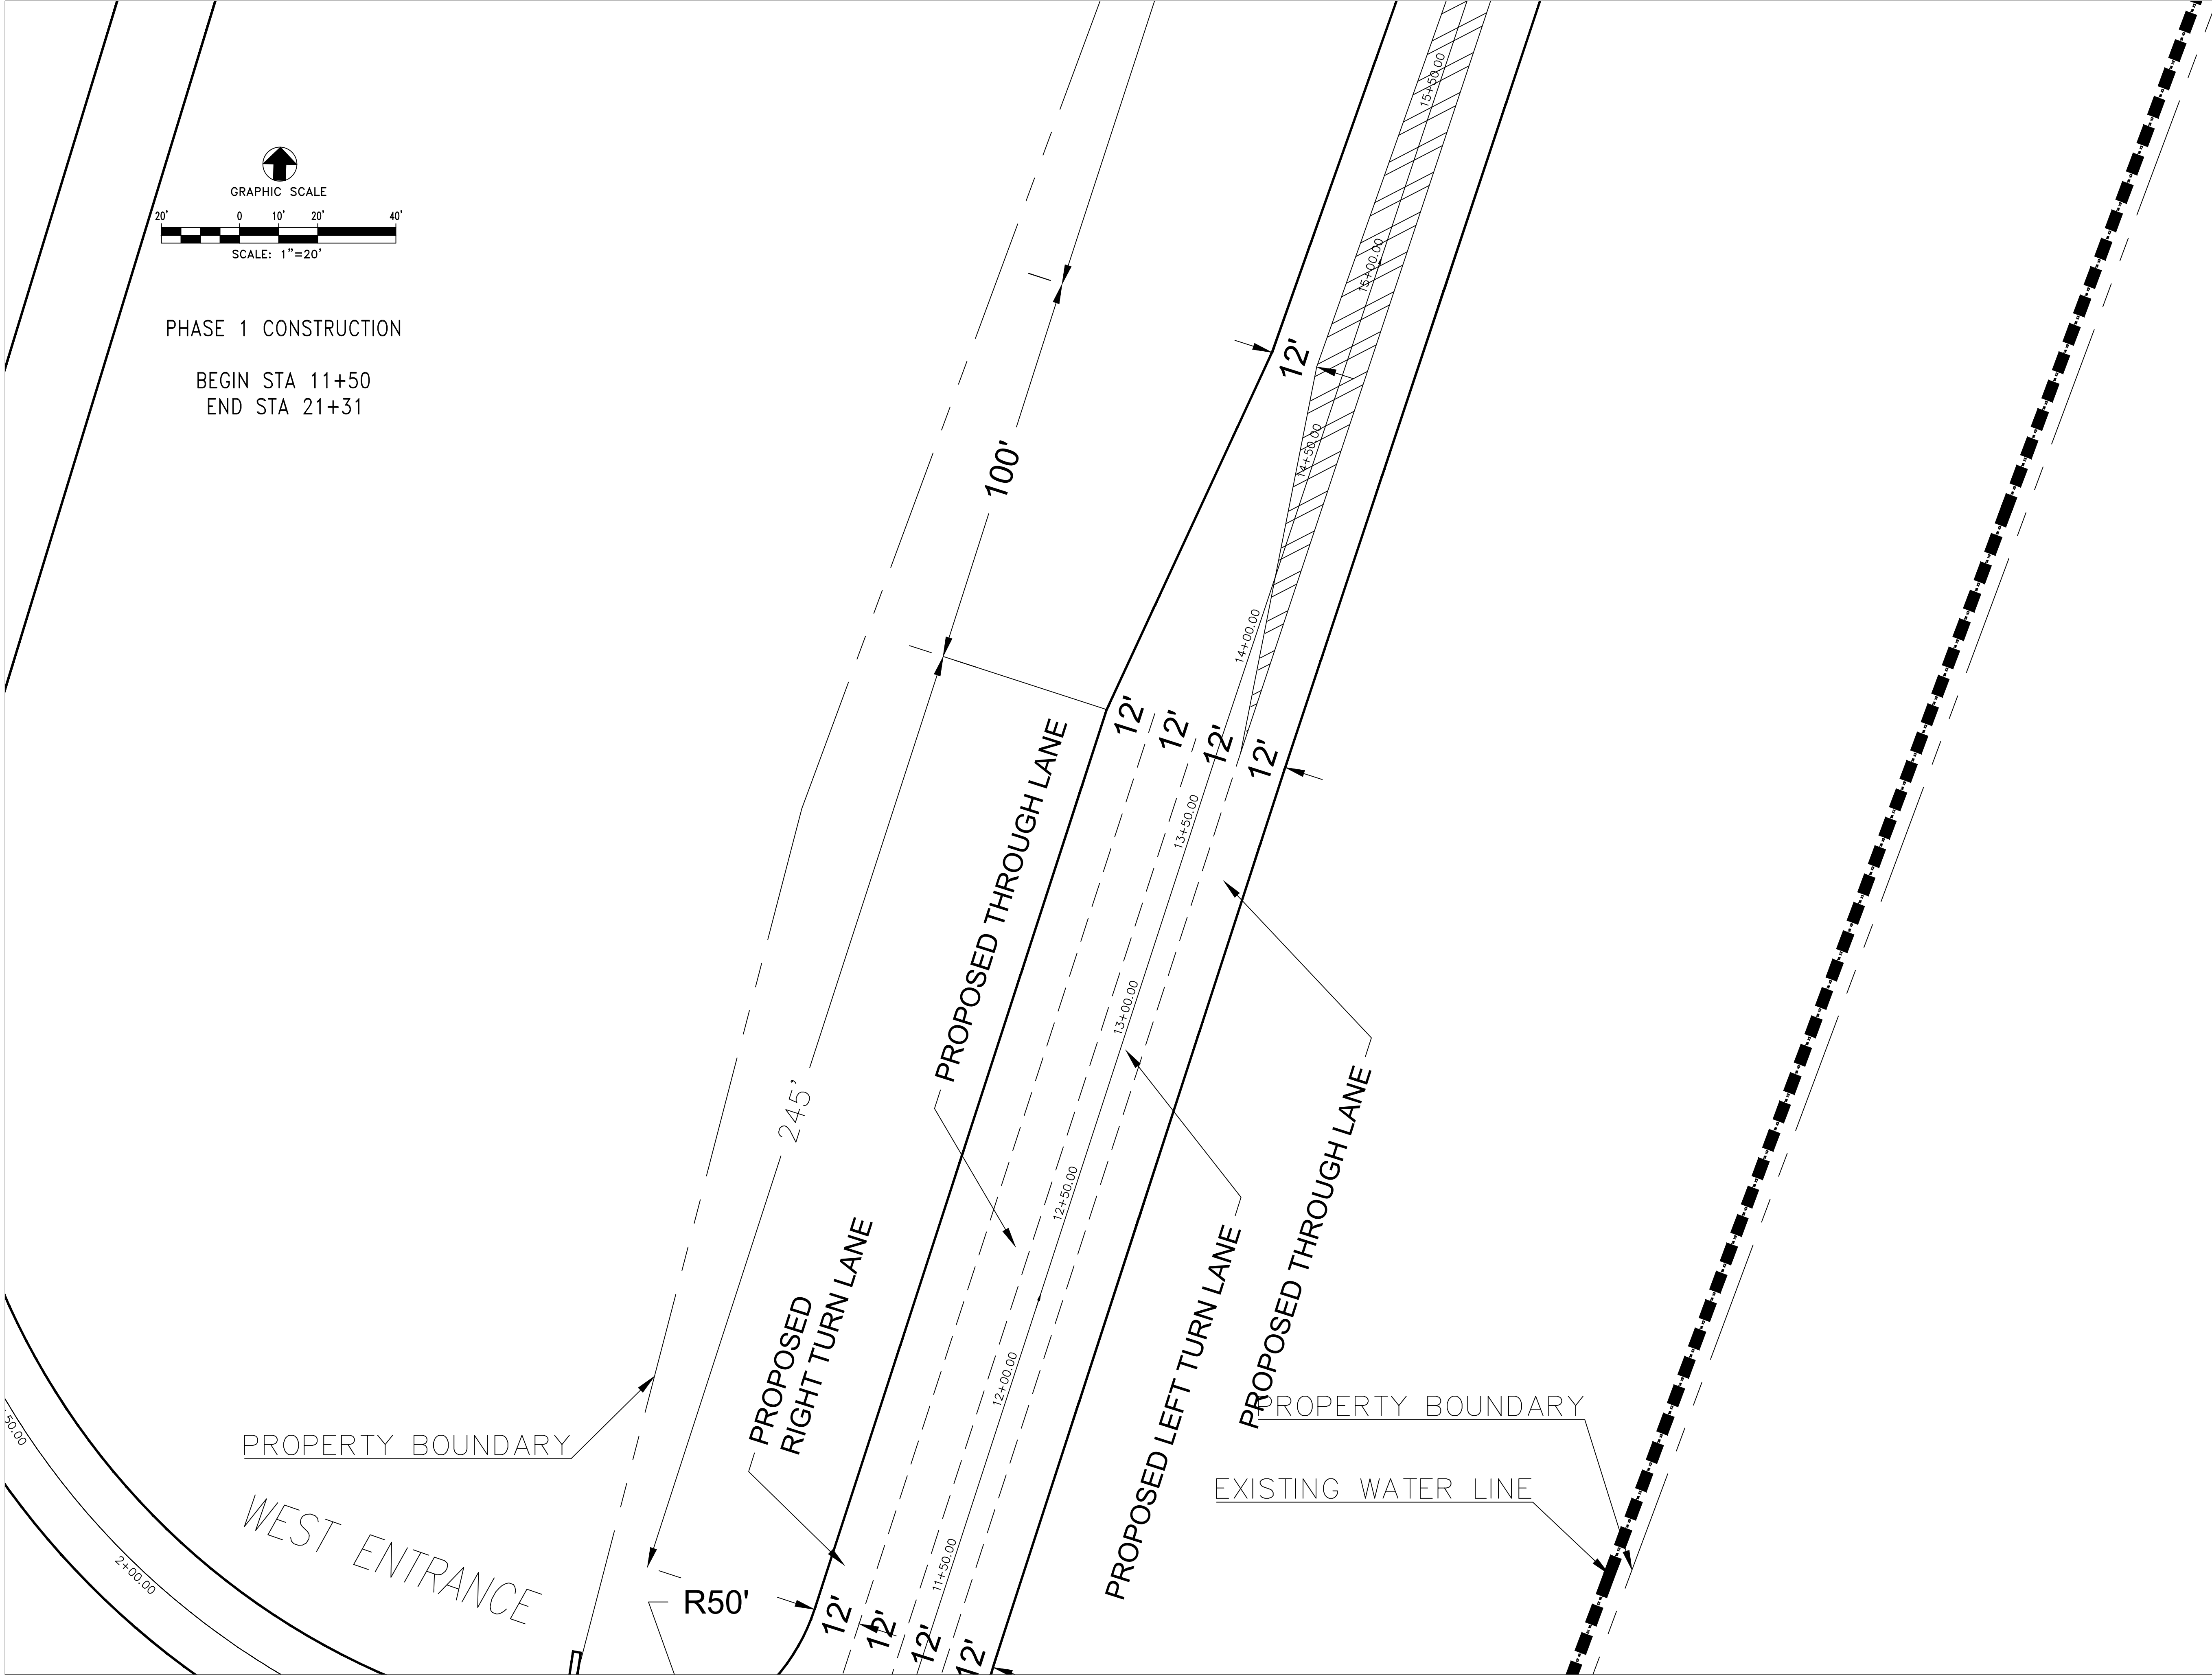 15+50.00
GRAPHIC SCALE
20' 0 10' 20' 40'
SCALE: 1"=20'
15+00.00
PHASE 1 CONSTRUCTION
12'
BEGIN STA 11+50
END STA 21+31
100'
14+50.00
14+00.00
12'
12'
12'
12'
PROPOSED THROUGH LANE
13+50.00
13+00.00
245'
12+50.00
PROPOSED THROUGH LANE
PROPOSED
RIGHT TURN LANE
PROPOSED LEFT TURN LANE
12+00.00
PROPERTY BOUNDARY
PROPERTY BOUNDARY
50.00
EXISTING WATER LINE
WEST ENTRANCE
11+50.00
2+00.00
R50'
12'
12'
12'
12'